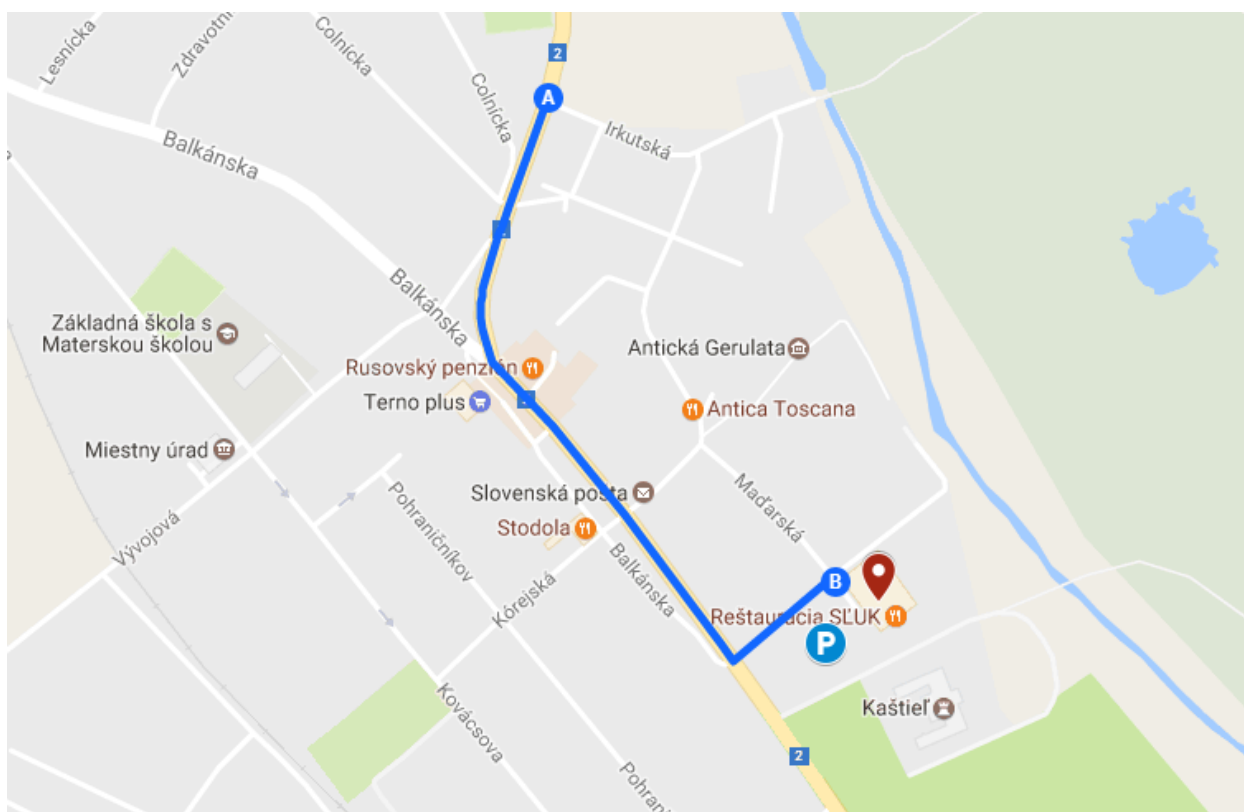 Lesnícka
Zdravotní
Colnícka
2
A
Colnícka
Irkutská
Balkánska
Balkánska
Základná škola s
Materskou školou
Rusovský penzión
Antická Gerulata
Terno plus
Antica Toscana
Miestny úrad
Slovenská pošta
Maďarská
Pohraničníkov
Stodola
Vývojová
Balkánska
Kórejská
B
Reštaurácia SĽUK
P
Kaštieľ
Kovácsova
2
Pohraničníkov